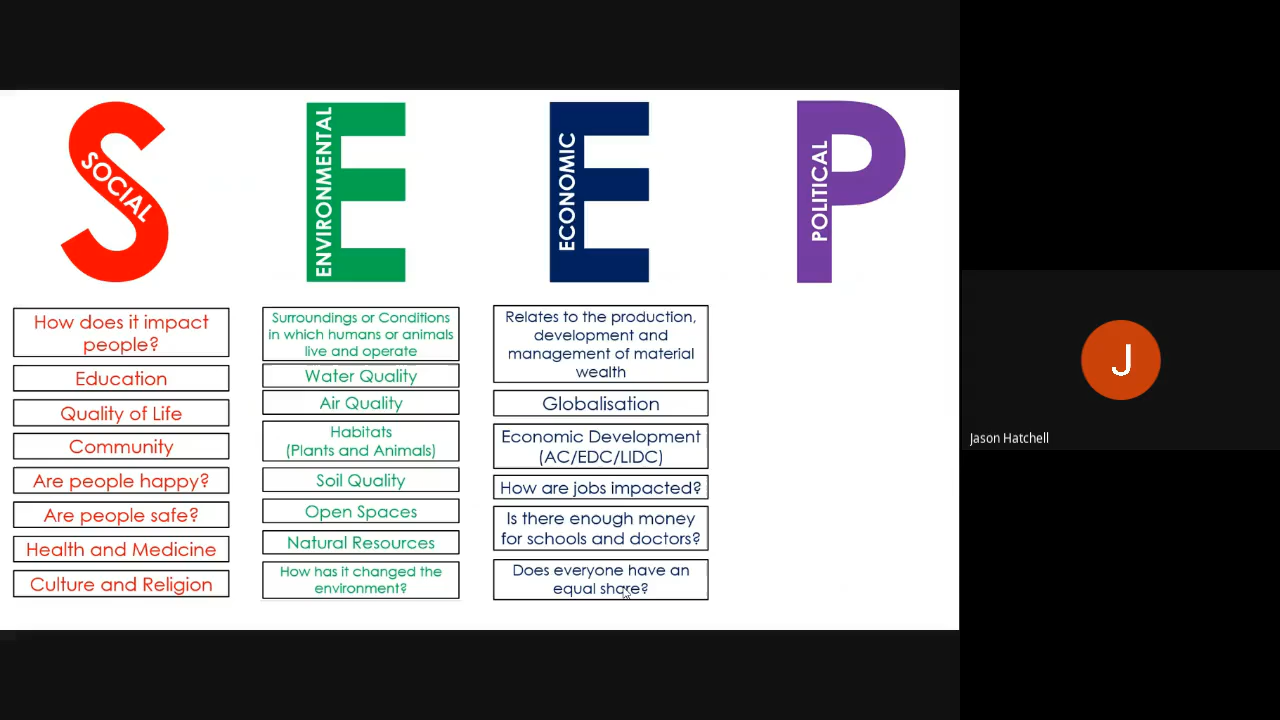 SOCIAL
ENVIRONMENTAL
ECONOMIC
POLITICAL
How does it impact
people?
Education
Quality of Life
Community
Are people happy?
Are people safe?
Health and Medicine
Culture and Religion
Surroundings or Conditions
in which humans or animals
live and operate
Water Quality
Air Quality
Habitats
(Plants and Animals)
Soil Quality
Open Spaces
Natural Resources
How has it changed the
environment?
Relates to the production,
development and
management of material
wealth
Globalisation
Economic Development
(AC/EDC/LIDC)
How are jobs impacted?
Is there enough money
for schools and doctors?
Does everyone have an
equal share?
J
Jason Hatchell